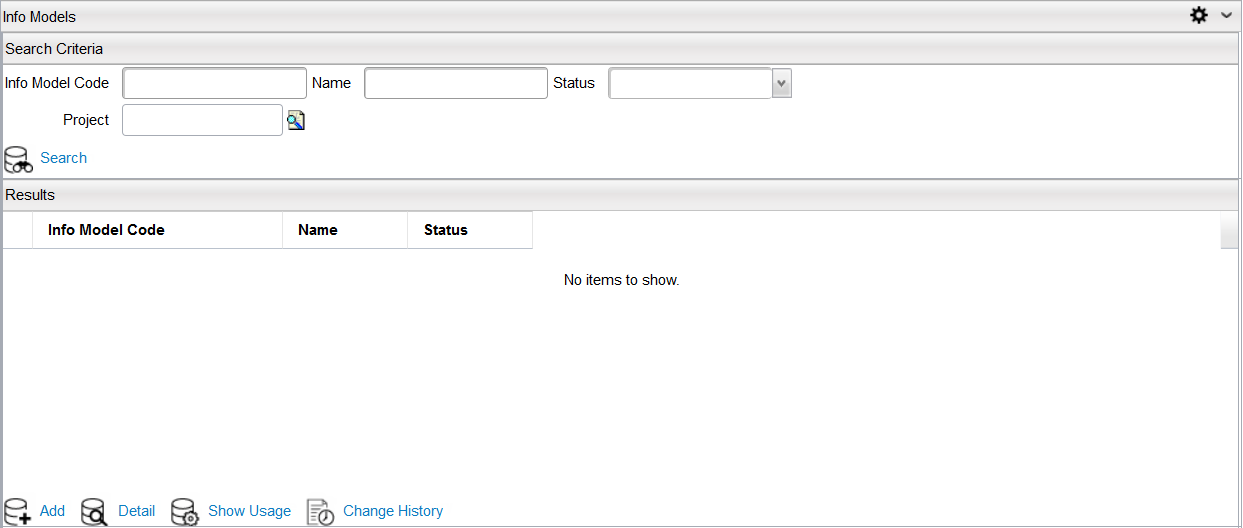 Info Models
Search Criteria
Info Model Code Name Status
Project
Search
Results
Info Model Code Name Status
No items to show.
Add Detail Show Usage Change History